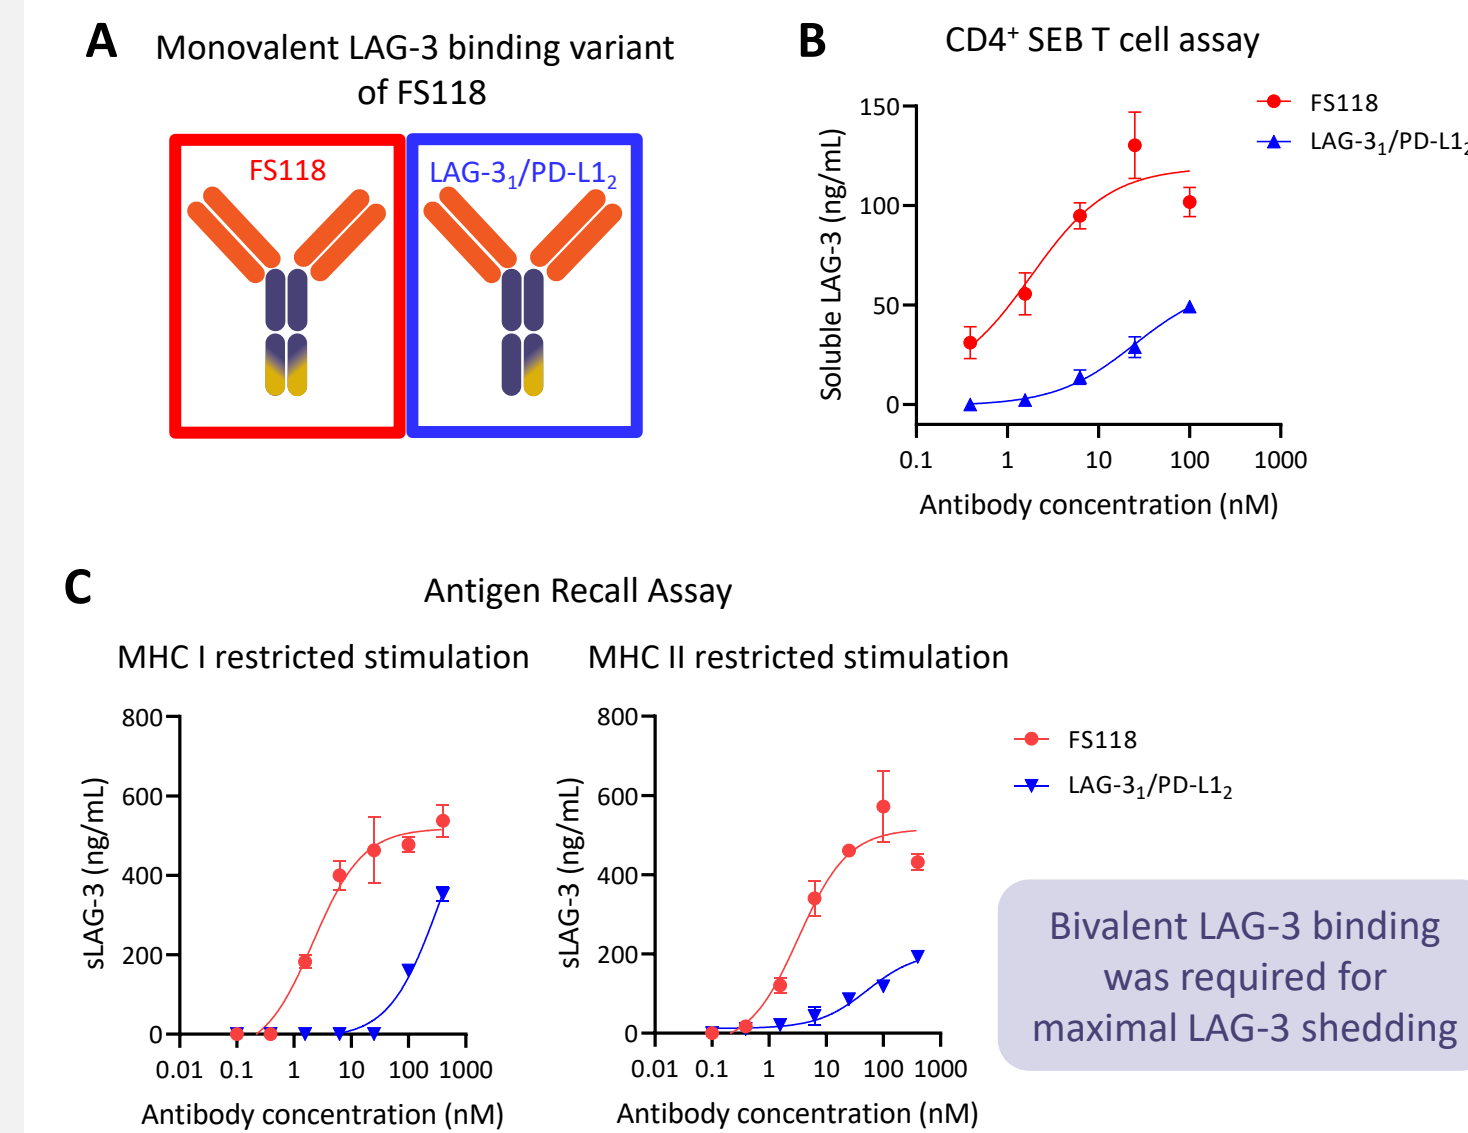 A
Monovalent LAG-3 binding variant
of FS118
FS118
LAG-3₁/PD-L1₂
B
CD4⁺ SEB T cell assay
FS118
LAG-3₁/PD-L1₂
Soluble LAG-3 (ng/mL)
150
100
50
0
0.1 1 10 100 1000
Antibody concentration (nM)
C
Antigen Recall Assay
MHC I restricted stimulation
sLAG-3 (ng/mL)
800
600
400
200
0
0.01 0.1 1 10 100 1000
Antibody concentration (nM)
MHC II restricted stimulation
sLAG-3 (ng/mL)
800
600
400
200
0
0.01 0.1 1 10 100 1000
Antibody concentration (nM)
FS118
LAG-3₁/PD-L1₂
Bivalent LAG-3 binding
was required for
maximal LAG-3 shedding